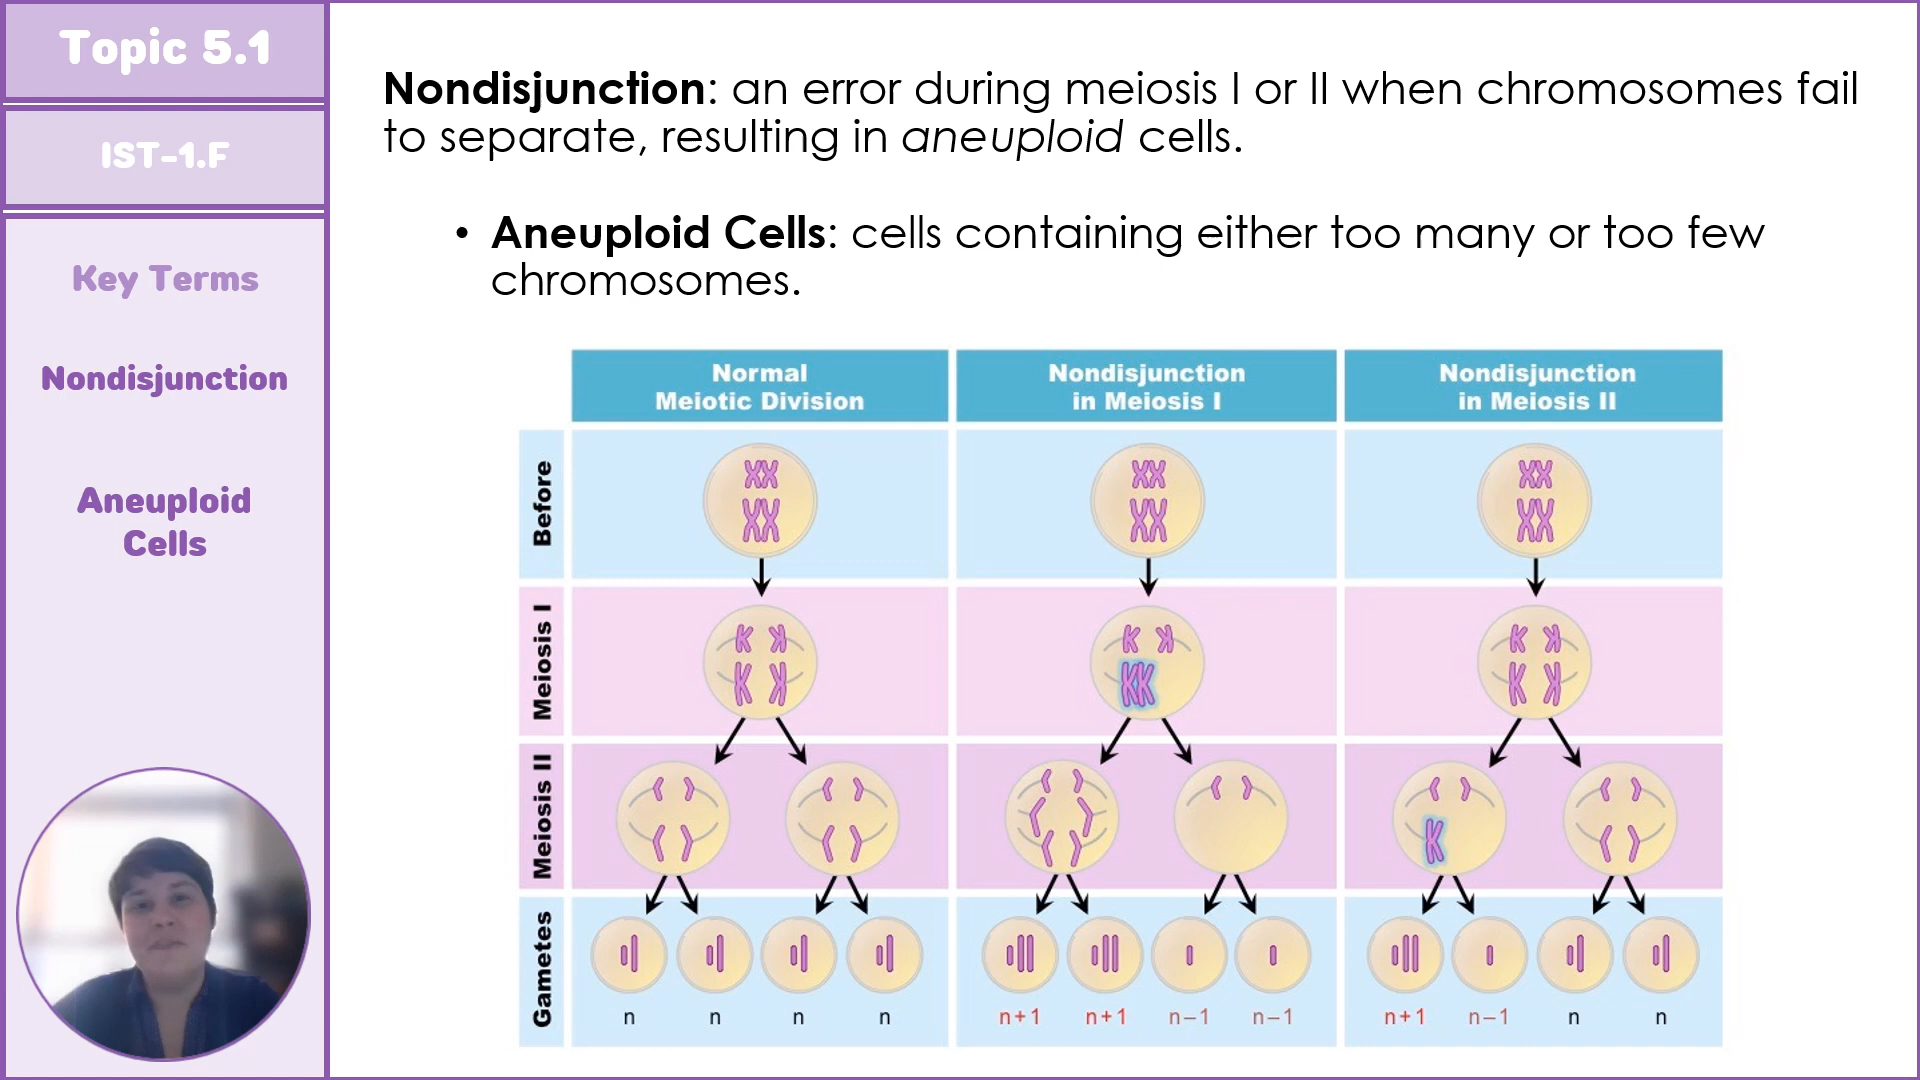 Topic 5.1
IST-1.F
Key Terms
Nondisjunction
Aneuploid
Cells
Nondisjunction: an error during meiosis I or II when chromosomes fail
to separate, resulting in aneuploid cells.
• Aneuploid Cells: cells containing either too many or too few
chromosomes.
Normal
Meiotic Division
Nondisjunction
in Meiosis I
Nondisjunction
in Meiosis II
Before
Meiosis I
Meiosis II
Gametes
n n n n n+1 n+1 n–1 n–1 n+1 n–1 n n